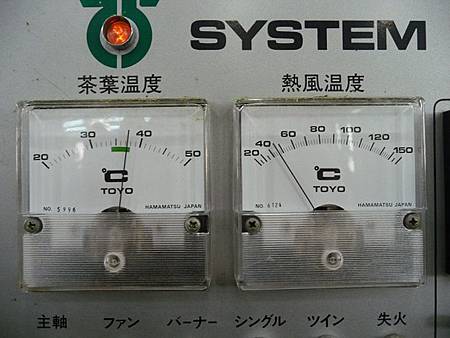 SYSTEM
茶葉温度
熱風温度
20 30 40 50
℃
TOYO
NO. 5996 HAMAMATSU JAPAN
20 40 60 80 100 120 150
℃
TOYO
NO. 6724 HAMAMATSU JAPAN
主軸 ファン バーナー シングル ツイン 失火